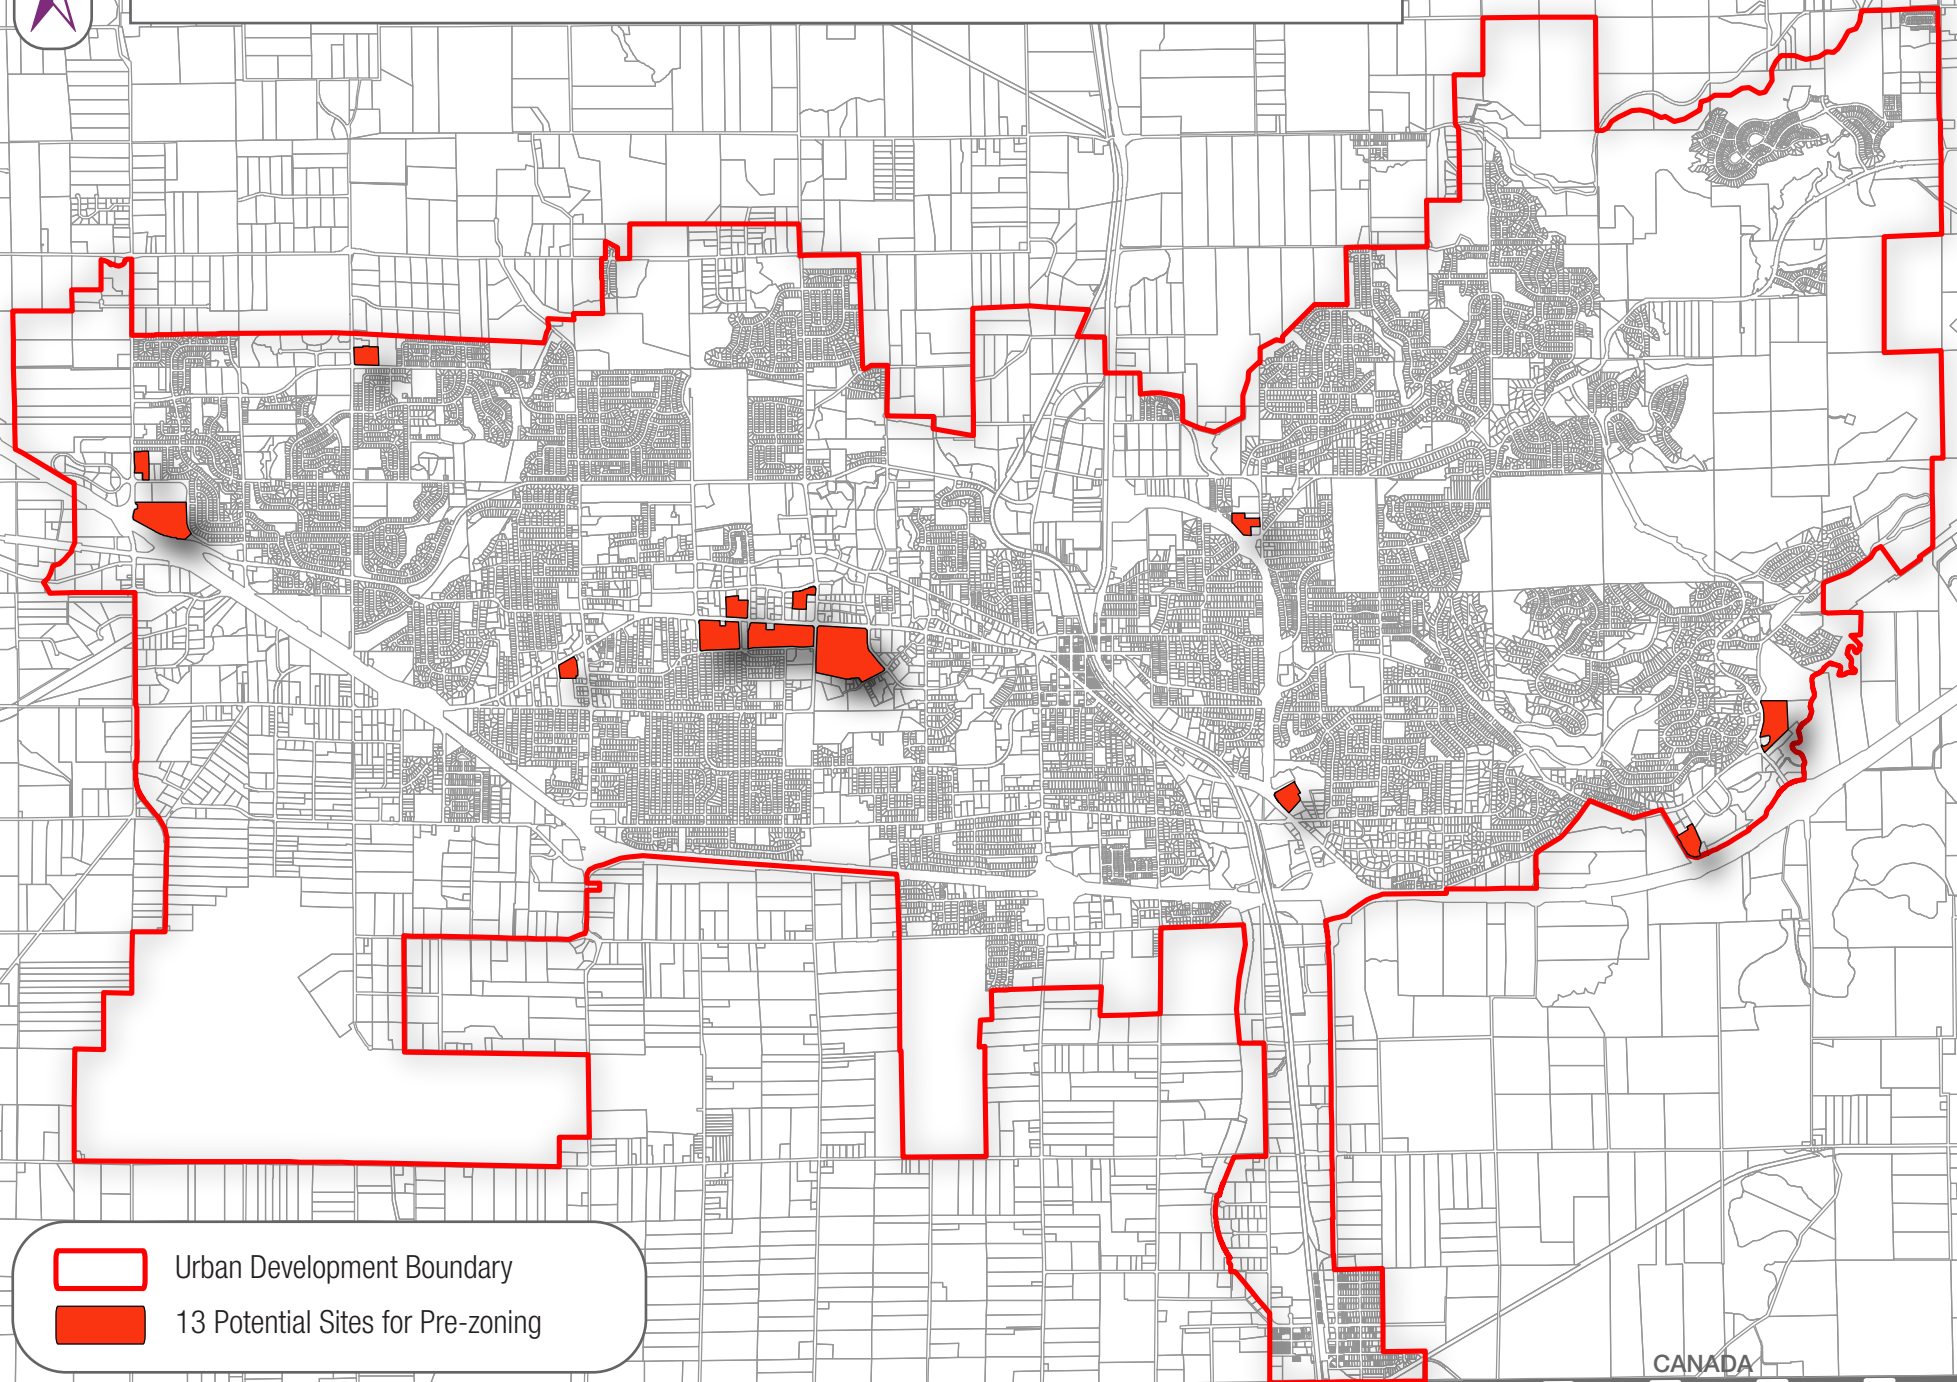 Urban Development Boundary
13 Potential Sites for Pre-zoning
CANADA